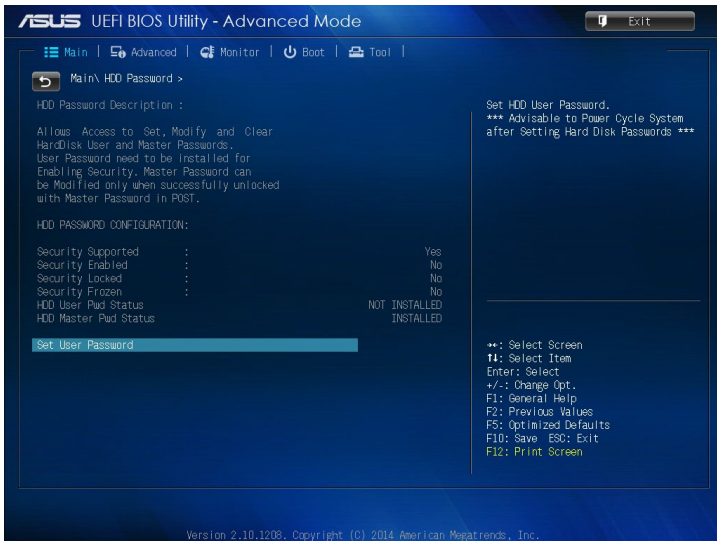 ASUS UEFI BIOS Utility - Advanced Mode
Exit
Main | Advanced | Monitor | Boot | Tool |
Main\ HDD Password >
HDD Password Description :
Allows Access to Set, Modify and Clear
HardDisk User and Master Passwords.
User Password need to be installed for
Enabling Security. Master Password can
be Modified only when successfully unlocked
with Master Password in POST.
HDD PASSWORD CONFIGURATION:
Security Supported : Yes
Security Enabled : No
Security Locked : No
Security Frozen : No
HDD User Pwd Status NOT INSTALLED
HDD Master Pwd Status INSTALLED
Set User Password
Set HDD User Password.
*** Advisable to Power Cycle System
after Setting Hard Disk Passwords ***
→←: Select Screen
↑↓: Select Item
Enter: Select
+/-: Change Opt.
F1: General Help
F2: Previous Values
F5: Optimized Defaults
F10: Save ESC: Exit
F12: Print Screen
Version 2.10.1208. Copyright (C) 2014 American Megatrends, Inc.